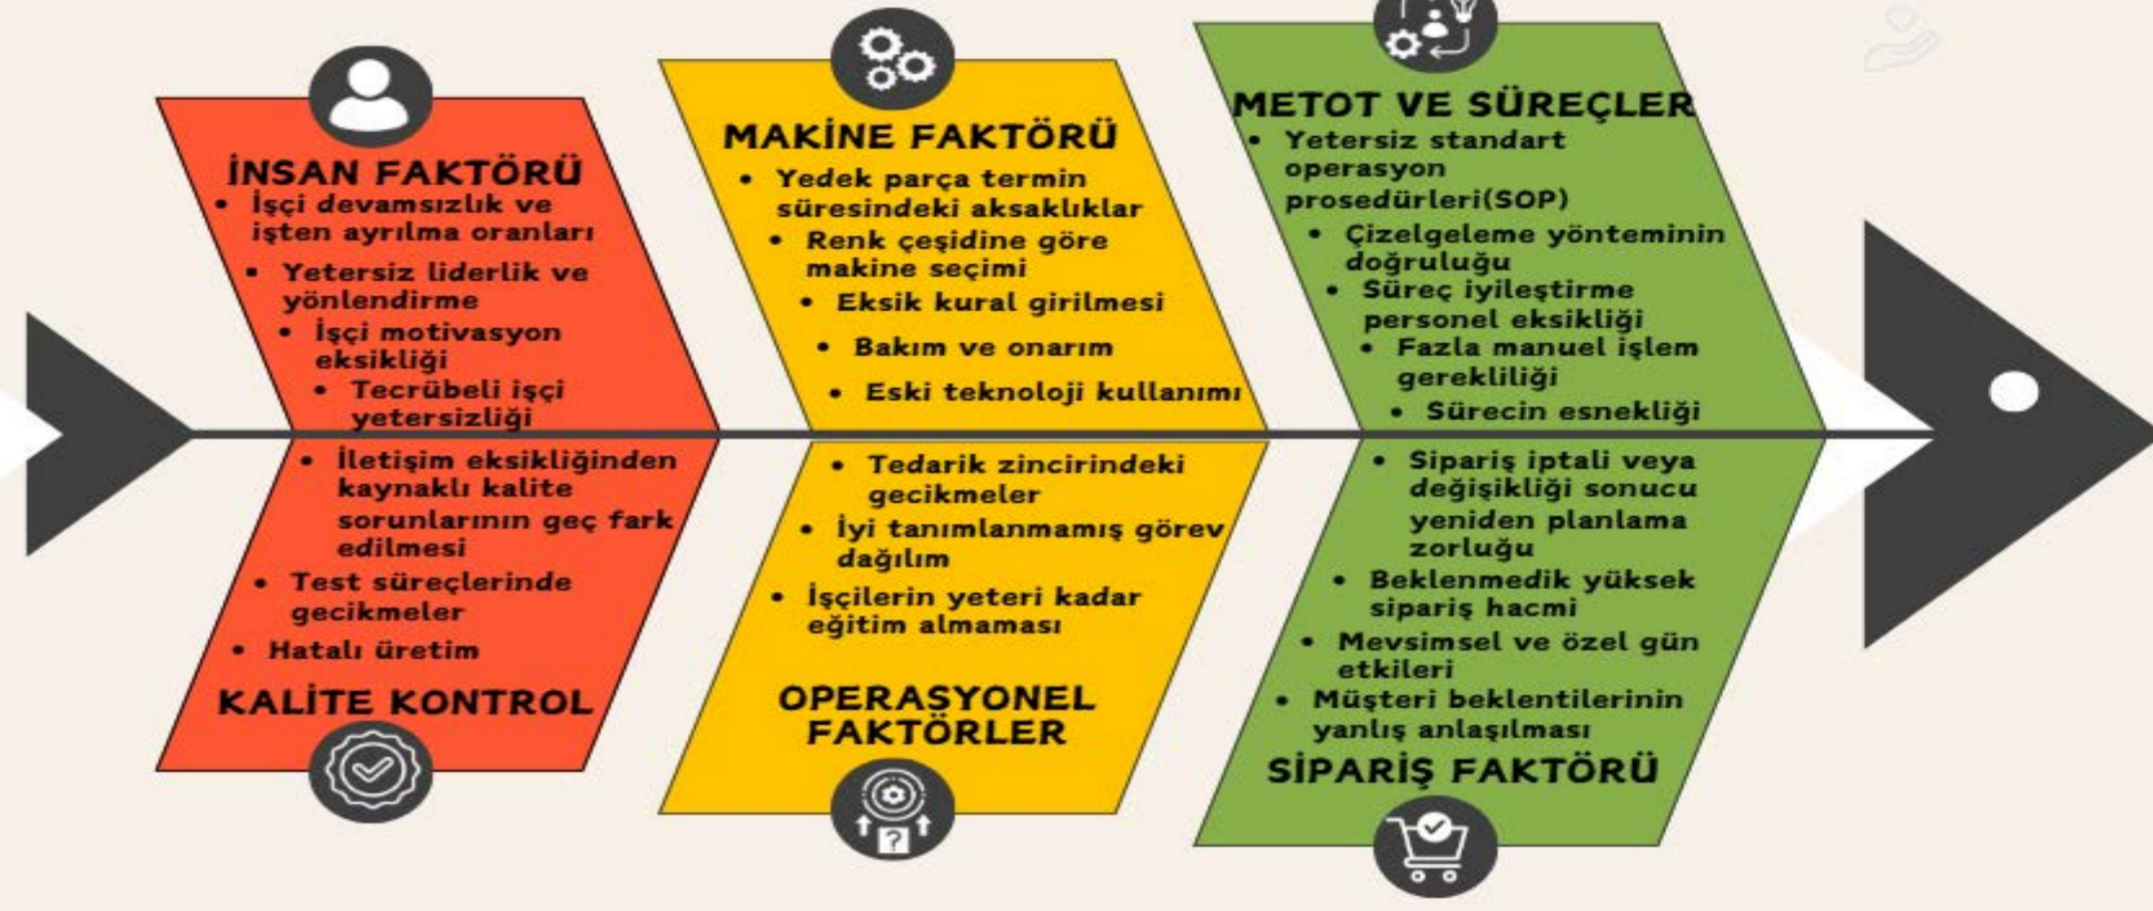 İNSAN FAKTÖRÜ
• İşçi devamsızlık ve
işten ayrılma oranları
• Yetersiz liderlik ve
yönlendirme
• İşçi motivasyon
eksikliği
• Tecrübeli işçi
yetersizliği
MAKİNE FAKTÖRÜ
• Yedek parça termin
süresindeki aksaklıklar
• Renk çeşidine göre
makine seçimi
• Eksik kural girilmesi
• Bakım ve onarım
• Eski teknoloji kullanımı
METOT VE SÜREÇLER
• Yetersiz standart
operasyon
prosedürleri(SOP)
• Çizelgeleme yönteminin
doğruluğu
• Süreç iyileştirme
personel eksikliği
• Fazla manuel işlem
gerekliliği
• Sürecin esnekliği
• İletişim eksikliğinden
kaynaklı kalite
sorunlarının geç fark
edilmesi
• Test süreçlerinde
gecikmeler
• Hatalı üretim
KALİTE KONTROL
• Tedarik zincirindeki
gecikmeler
• İyi tanımlanmamış görev
dağılım
• İşçilerin yeteri kadar
eğitim almaması
OPERASYONEL
FAKTÖRLER
?
• Sipariş iptali veya
değişikliği sonucu
yeniden planlama
zorluğu
• Beklenmedik yüksek
sipariş hacmi
• Mevsimsel ve özel gün
etkileri
• Müşteri beklentilerinin
yanlış anlaşılması
SİPARİŞ FAKTÖRÜ